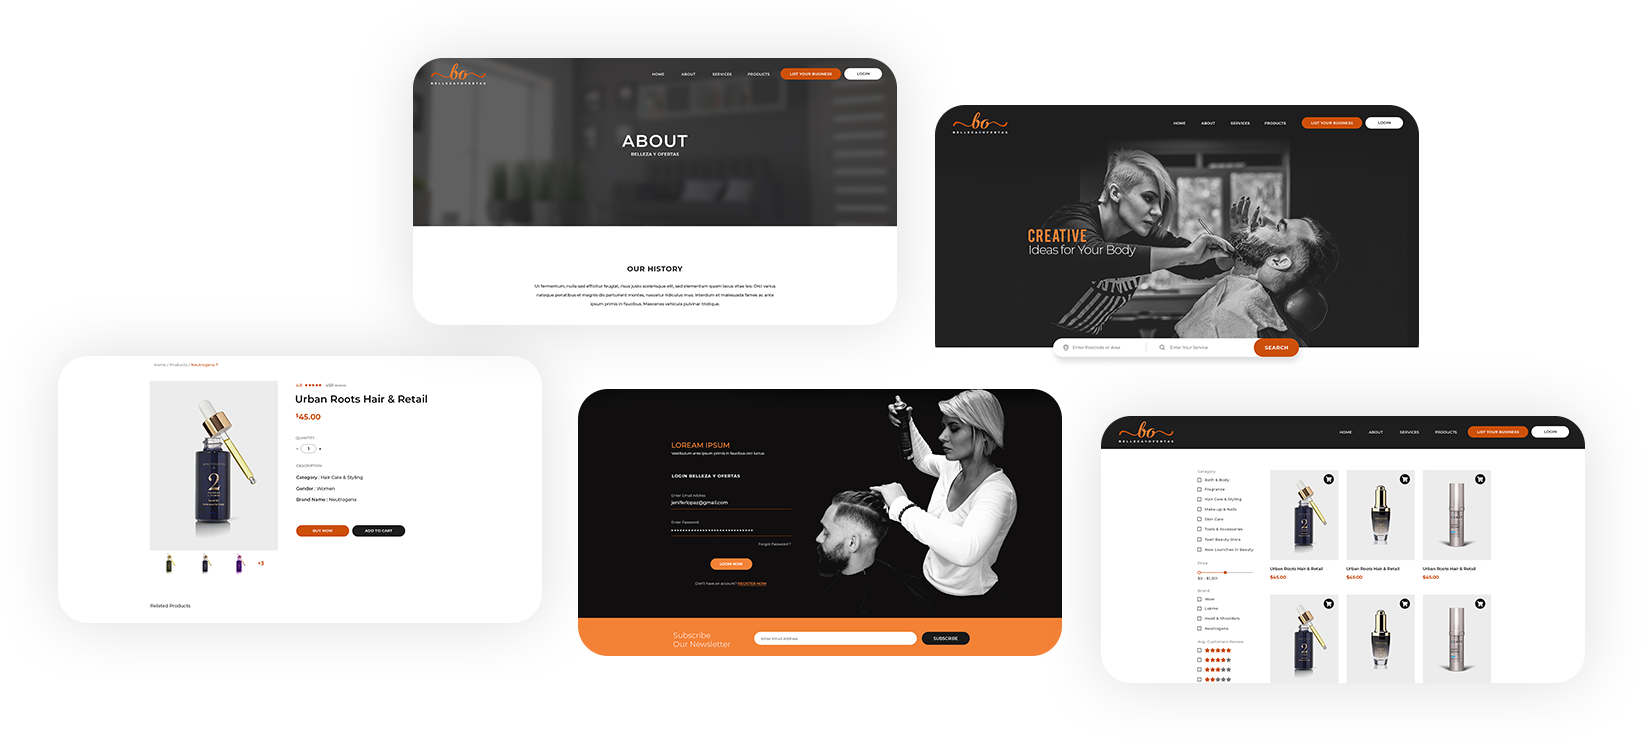 bo
BELLEZAYOFERTAS
HOME ABOUT SERVICES PRODUCTS LIST YOUR BUSINESS LOGIN
ABOUT
BELLEZA Y OFERTAS
OUR HISTORY
Ut fermentum, nulla sed efficitur feugiat, risus justo scelerisque elit, sed elementum quam lacus vitae leo. Orci varius
natoque penatibus et magnis dis parturient montes, nascetur ridiculus mus. Interdum et malesuada fames ac ante
ipsum primis in faucibus. Maecenas vehicula pulvinar tristique.
bo
BELLEZAYOFERTAS
HOME ABOUT SERVICES PRODUCTS LIST YOUR BUSINESS LOGIN
CREATIVE
Ideas for Your Body
Enter Postcode or Area Enter Your Service SEARCH
Home / Products / Neutrogena T
4.6 458 reviews
Urban Roots Hair & Retail
$45.00
QUANTITY
- 1 +
DESCRIPTION
Category : Hair Care & Styling
Gender : Women
Brand Name : Neutrogena
BUY NOW ADD TO CART
2
+3
Related Products
LOREAM IPSUM
Vestibulum ante ipsum primis in faucibus orci luctus
LOGIN BELLEZA Y OFERTAS
Enter Email Address
jeniferlopez@gmail.com
Enter Password
Forgot Password ?
LOGIN NOW
Don't have an account? REGISTER NOW
Subscribe
Our Newsletter
Enter Email Address
SUBSCRIBE
bo
BELLEZAYOFERTAS
HOME ABOUT SERVICES PRODUCTS LIST YOUR BUSINESS LOGIN
Category
Bath & Body
Fragrance
Hair Care & Styling
Make-up & Nails
Skin Care
Tools & Accessories
Teen Beauty Store
New Launches in Beauty
Price
$0 - $1,501
Brand
Wow
Lakme
Head & Shoulders
Neutrogena
Avg. Customers Review
2
Urban Roots Hair & Retail Urban Roots Hair & Retail Urban Roots Hair & Retail
$45.00 $45.00 $45.00
2